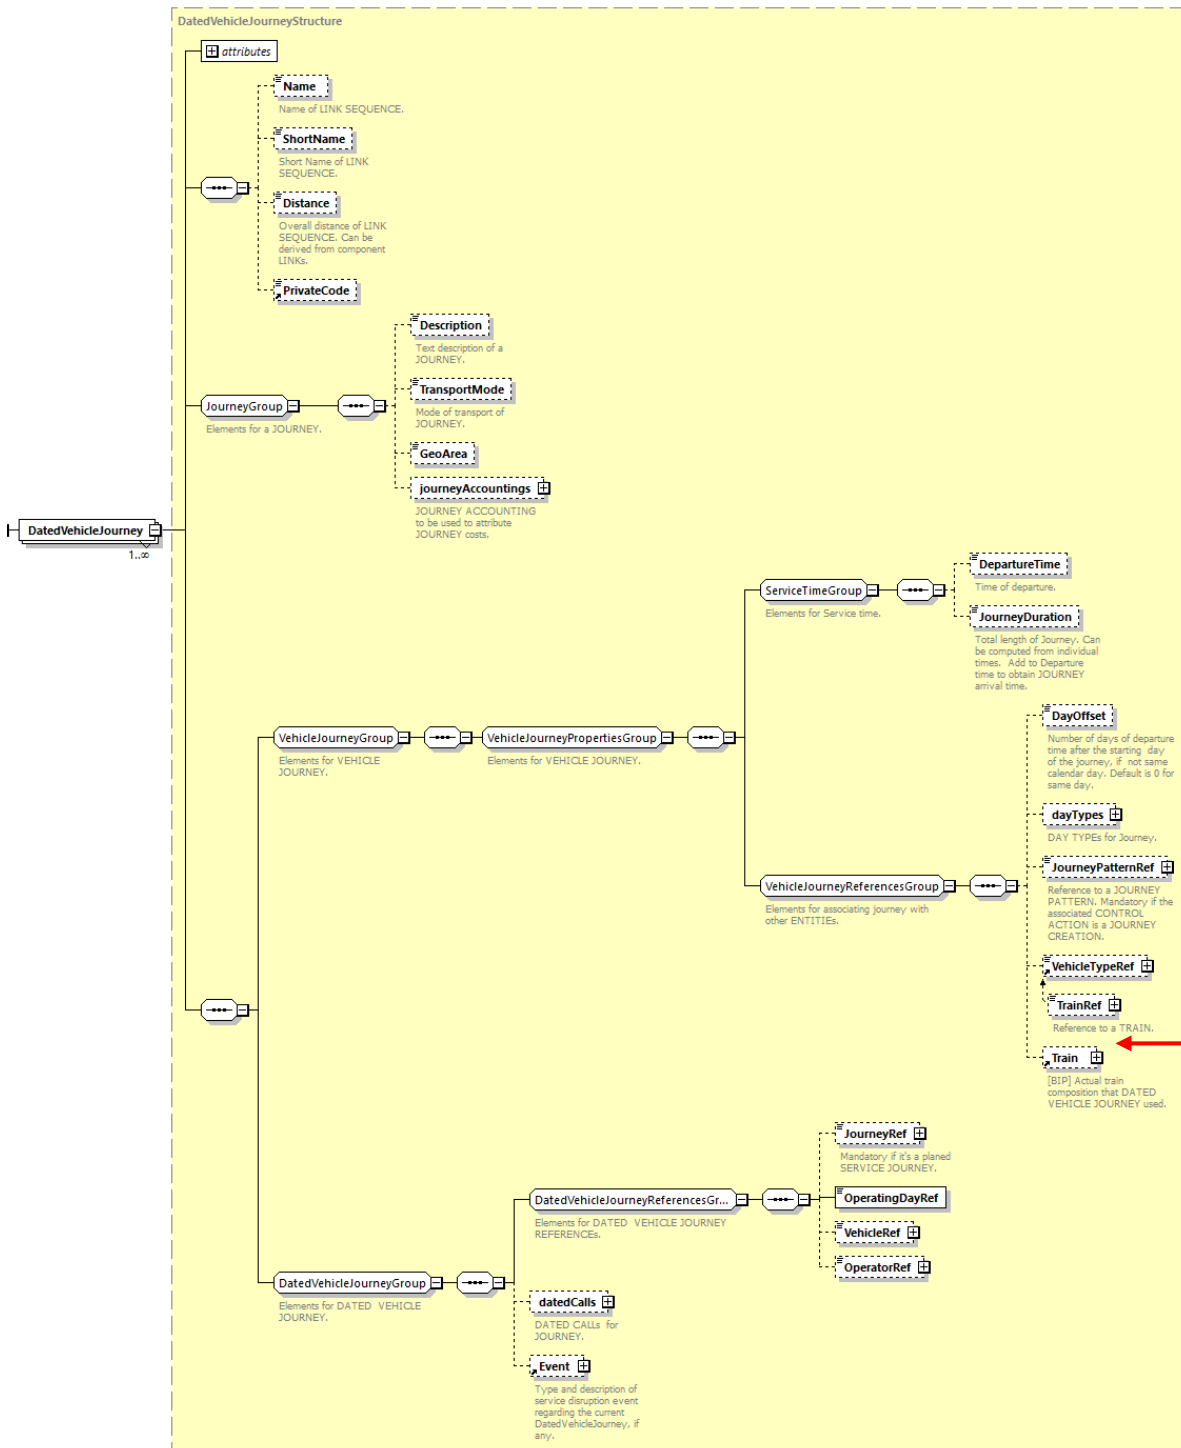 DatedVehicleJourneyStructure
attributes
Name
Name of LINK SEQUENCE.
ShortName
Short Name of LINK
SEQUENCE.
Distance
Overall distance of LINK
SEQUENCE. Can be
derived from component
LINKs.
PrivateCode
JourneyGroup
Elements for a JOURNEY.
Description
Text description of a
JOURNEY.
TransportMode
Mode of transport of
JOURNEY.
GeoArea
journeyAccountings
JOURNEY ACCOUNTING
to be used to attribute
JOURNEY costs.
DatedVehicleJourney
1..∞
VehicleJourneyGroup
Elements for VEHICLE
JOURNEY.
VehicleJourneyPropertiesGroup
Elements for VEHICLE JOURNEY.
ServiceTimeGroup
Elements for Service time.
DepartureTime
Time of departure.
JourneyDuration
Total length of Journey. Can
be computed from individual
times.  Add to Departure
time to obtain JOURNEY
arrival time.
VehicleJourneyReferencesGroup
Elements for associating journey with
other ENTITIEs.
DayOffset
Number of days of departure
time after the starting  day
of the journey, if  not same
calendar day. Default is 0 for
same day.
dayTypes
DAY TYPEs for Journey.
JourneyPatternRef
Reference to a JOURNEY
PATTERN. Mandatory if the
associated CONTROL
ACTION is a JOURNEY
CREATION.
VehicleTypeRef
TrainRef
Reference to a TRAIN.
Train
[BIP] Actual train
composition that DATED
VEHICLE JOURNEY used.
DatedVehicleJourneyGroup
Elements for DATED  VEHICLE
JOURNEY.
DatedVehicleJourneyReferencesGr...
Elements for DATED  VEHICLE JOURNEY
REFERENCEs.
JourneyRef
Mandatory if it's a planed
SERVICE JOURNEY.
OperatingDayRef
VehicleRef
OperatorRef
datedCalls
DATED CALLs  for
JOURNEY.
Event
Type and description of
service disruption event
regarding the current
DatedVehicleJourney, if
any.